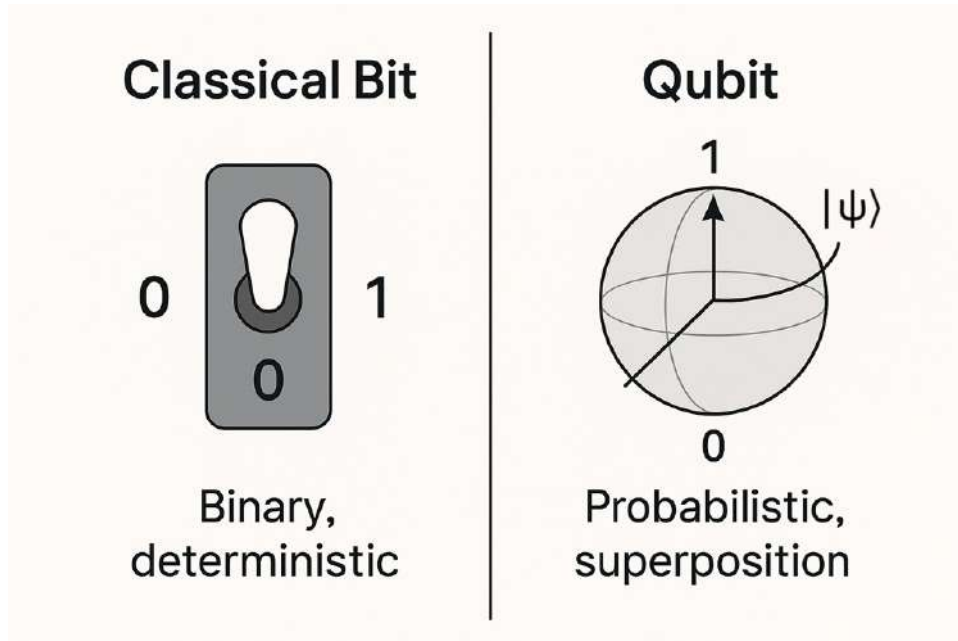 Classical Bit
0
1
0
Binary,
deterministic
Qubit
1
|ψ⟩
0
Probabilistic,
superposition